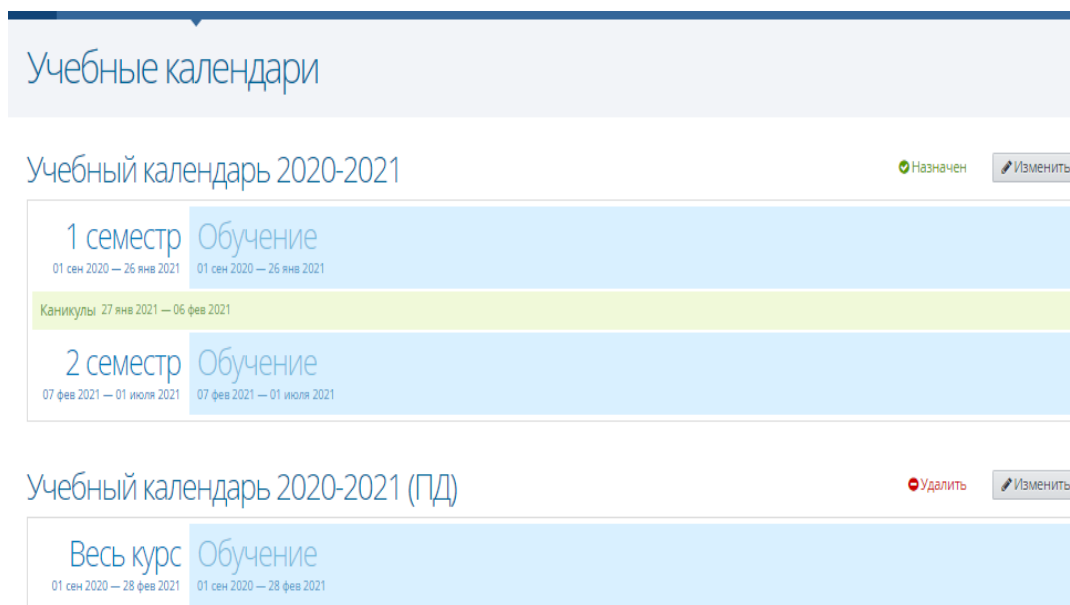 Учебные календари
Учебный календарь 2020-2021
Назначен
Изменить
1 семестр Обучение
01 сен 2020 — 26 янв 2021 01 сен 2020 — 26 янв 2021
Каникулы 27 янв 2021 — 06 фев 2021
2 семестр Обучение
07 фев 2021 — 01 июля 2021 07 фев 2021 — 01 июля 2021
Учебный календарь 2020-2021 (ПД)
Удалить
Изменить
Весь курс Обучение
01 сен 2020 — 28 фев 2021 01 сен 2020 — 28 фев 2021